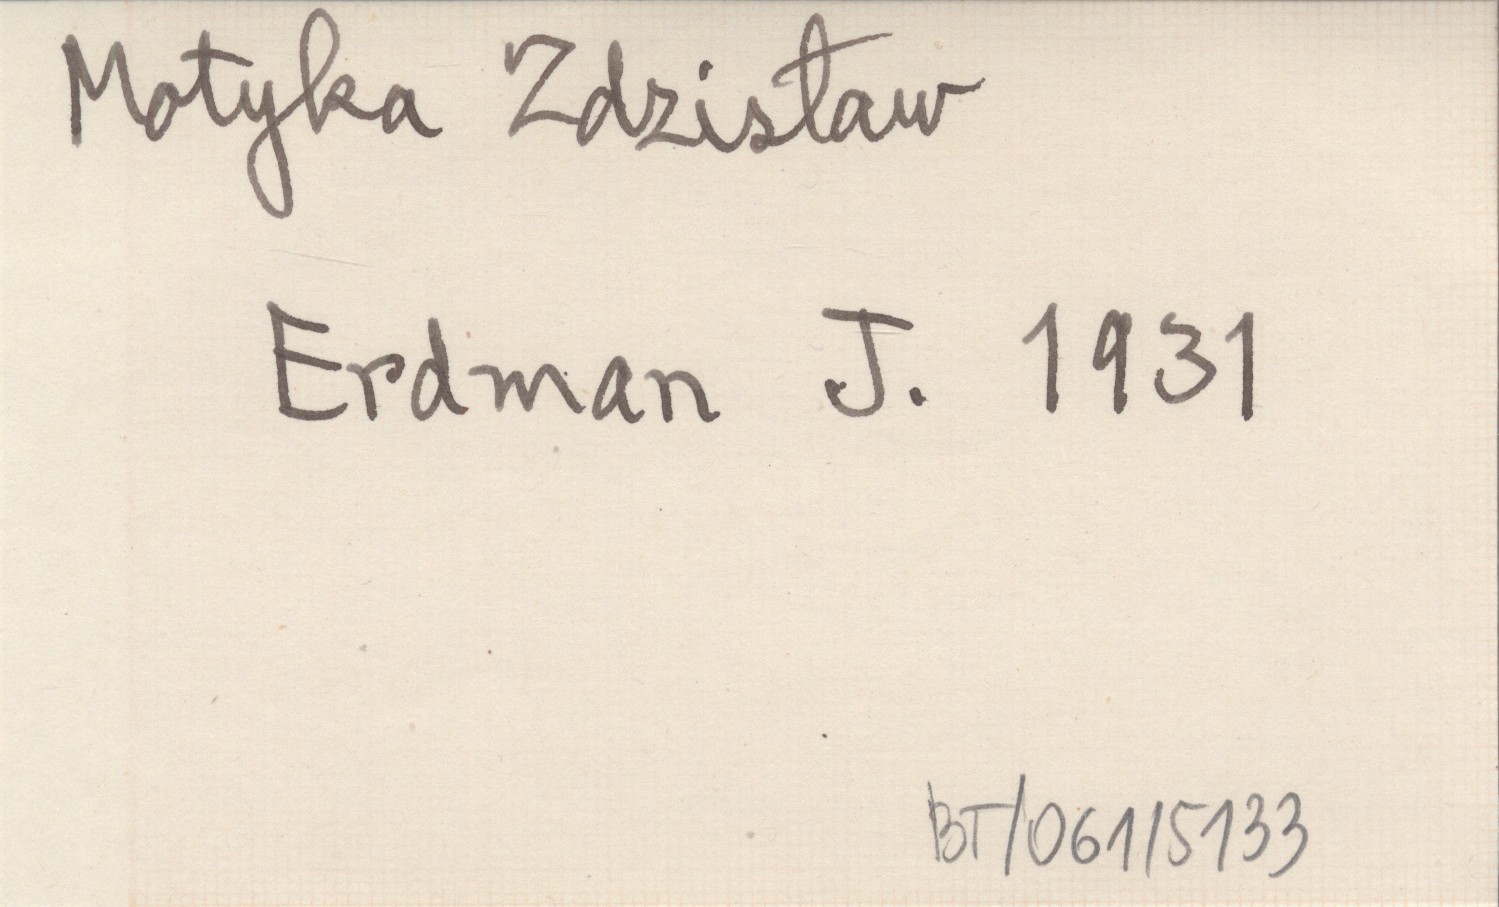 Motyka Zdzisław
Erdman J. 1931
BT/061/5133